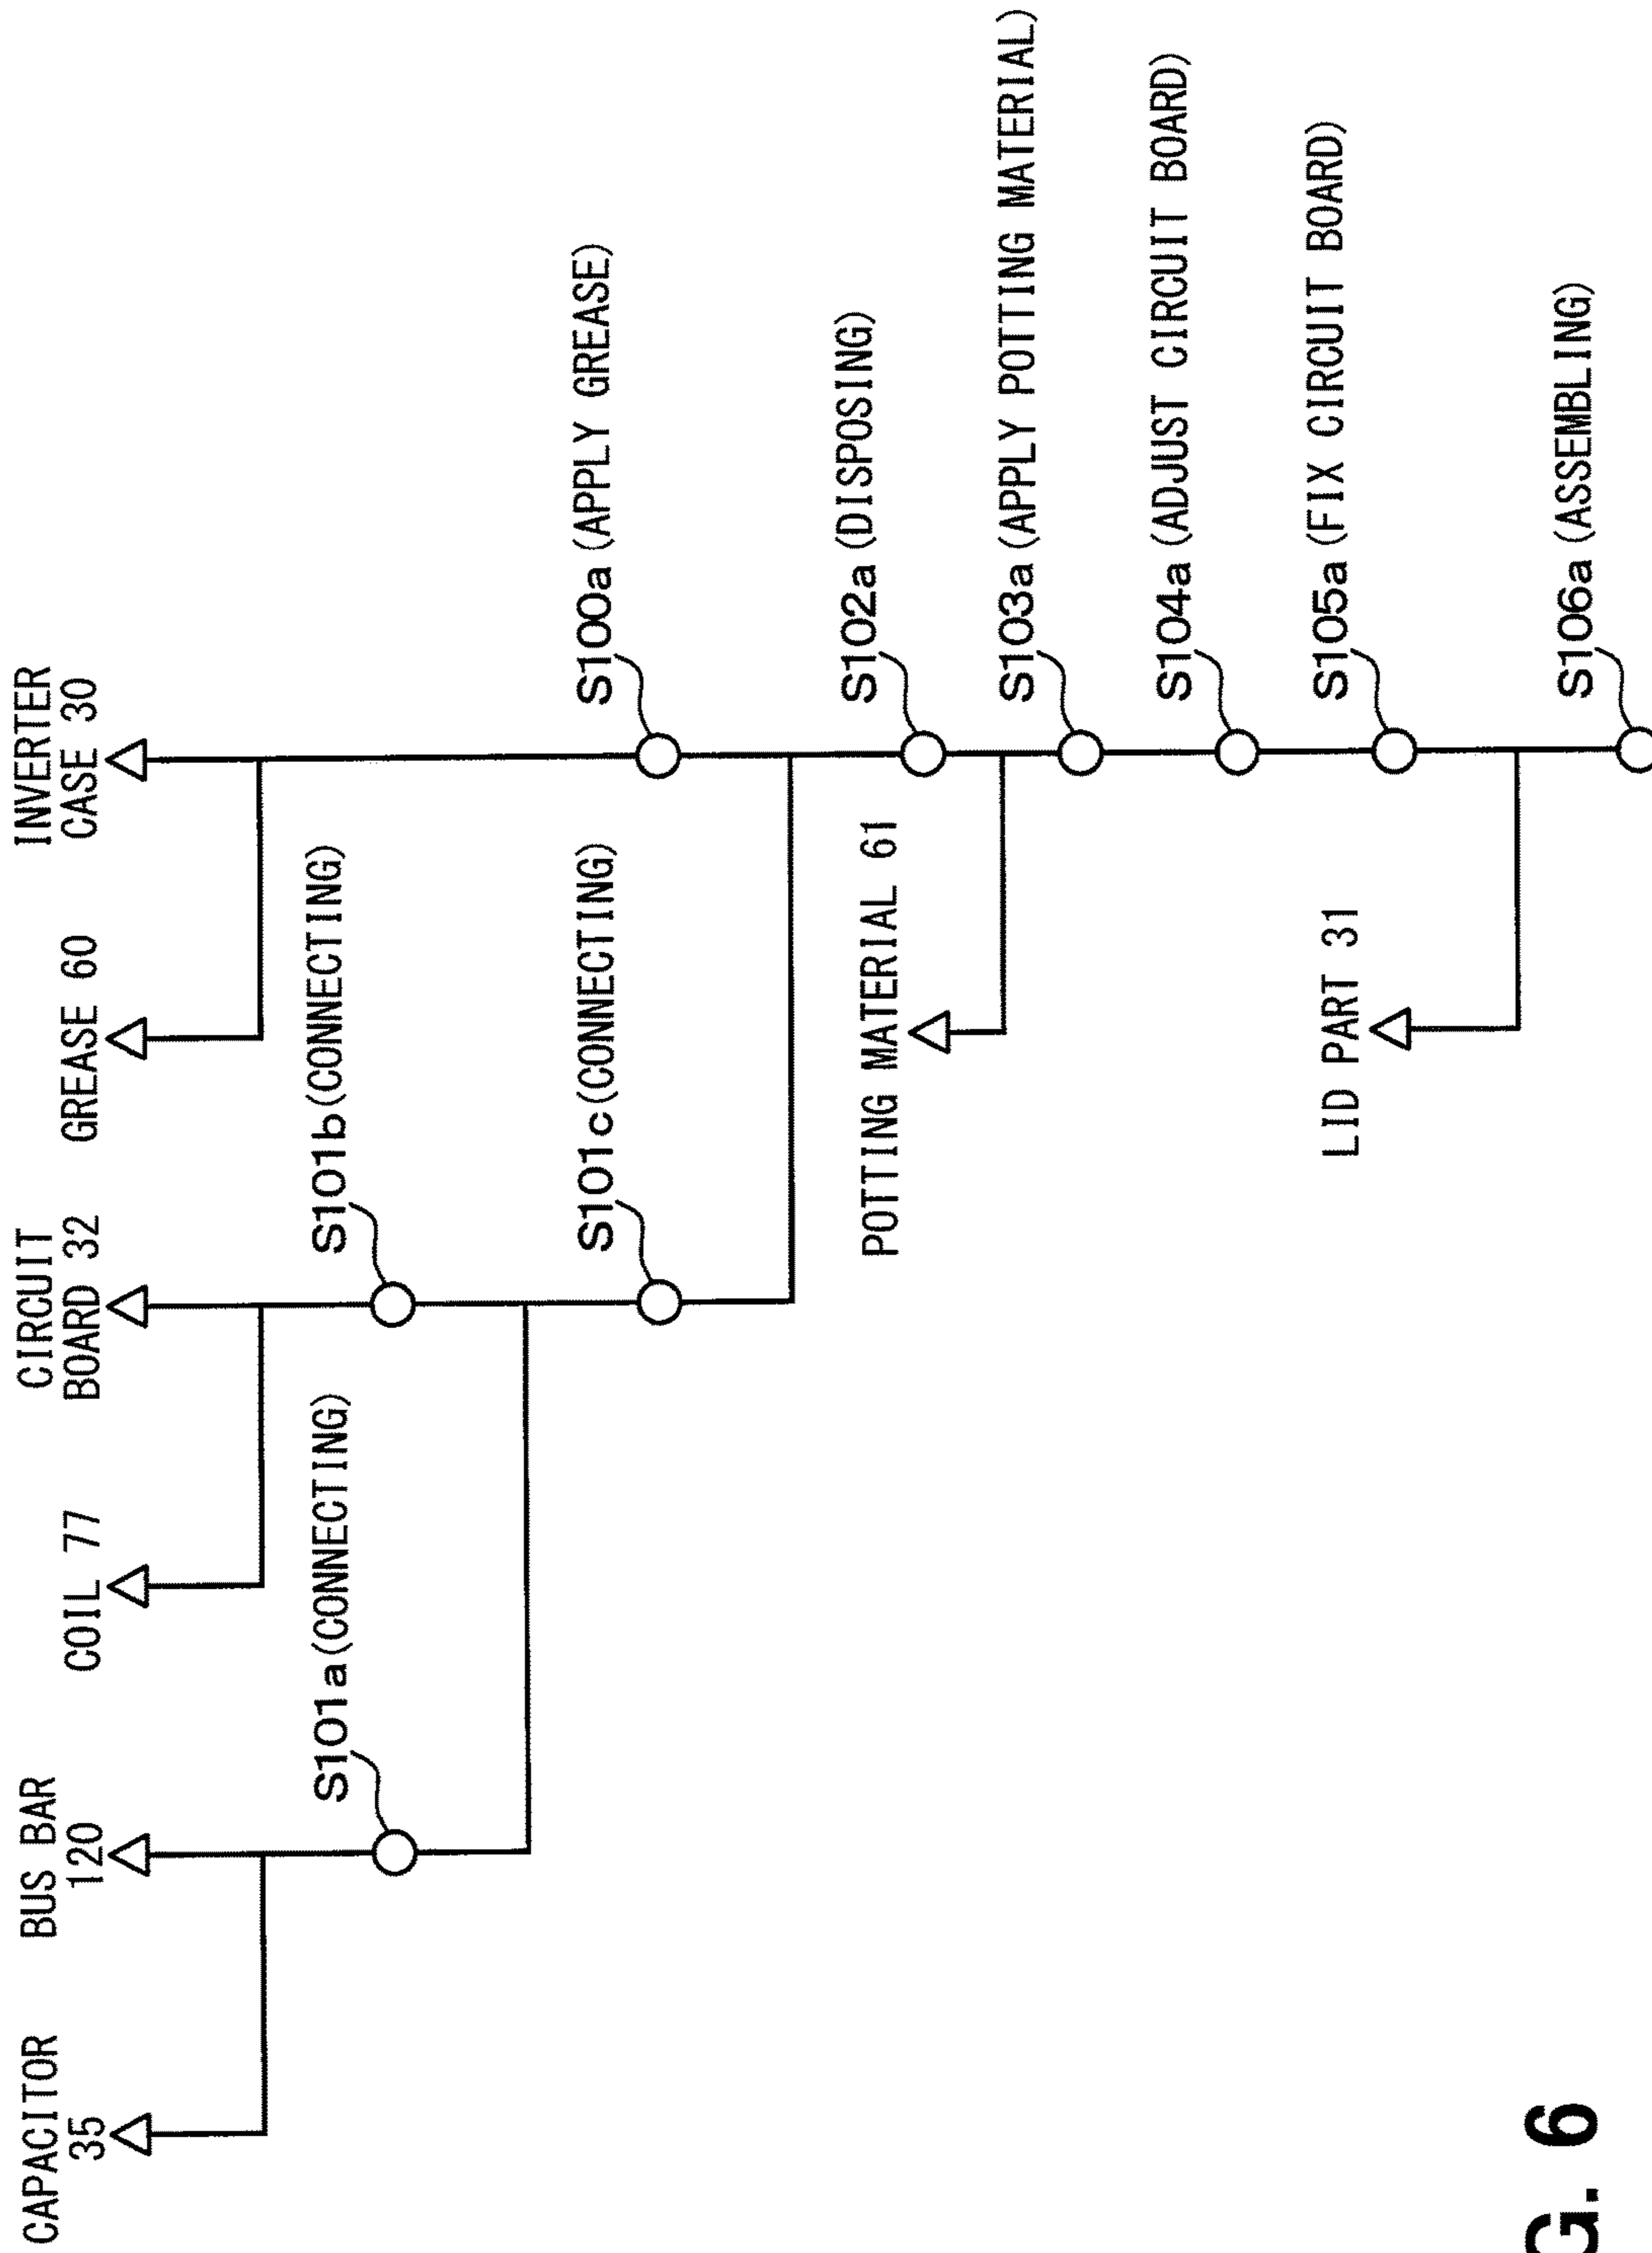 CAPACITOR
35
BUS BAR
120
COIL 77
CIRCUIT
BOARD 32
GREASE 60
INVERTER
CASE 30
S101a(CONNECTING)
S101b(CONNECTING)
S101c(CONNECTING)
S100a(APPLY GREASE)
S102a(DISPOSING)
POTTING MATERIAL 61
S103a(APPLY POTTING MATERIAL)
S104a(ADJUST CIRCUIT BOARD)
S105a(FIX CIRCUIT BOARD)
LID PART 31
S106a(ASSEMBLING)
G. 6